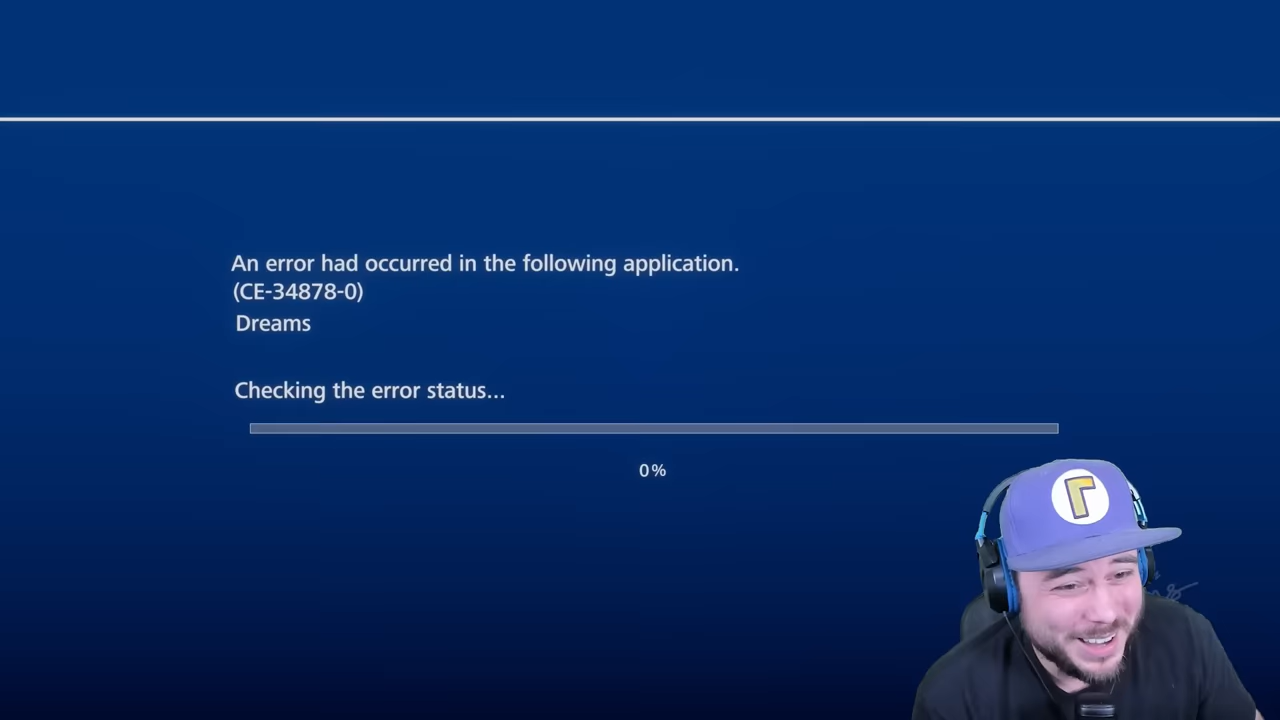 An error had occurred in the following application.
(CE-34878-0)
Dreams
Checking the error status...
0%